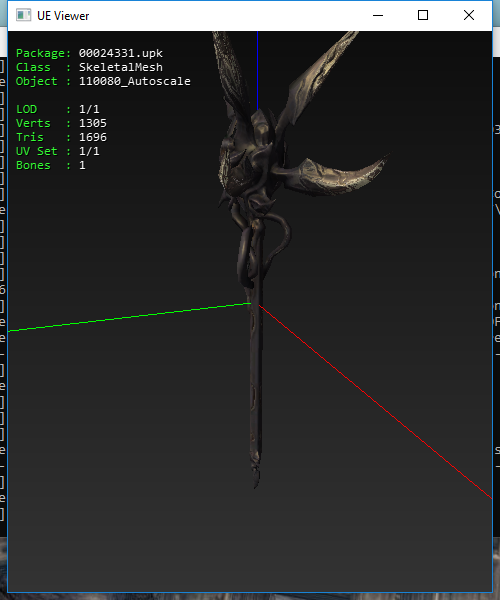 UE Viewer
Package: 00024331.upk
Class : SkeletalMesh
Object : 110080_Autoscale
LOD : 1/1
Verts : 1305
Tris : 1696
UV Set : 1/1
Bones : 1